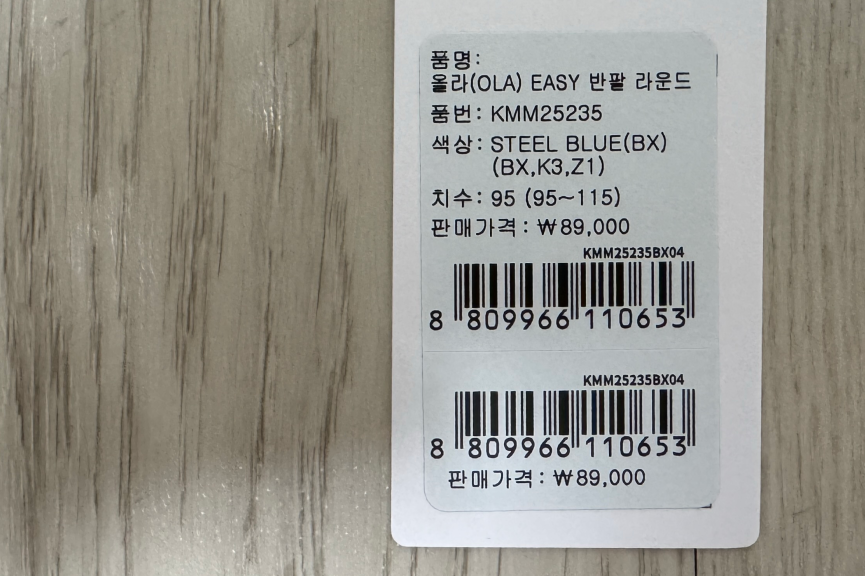 품명:
올라(OLA) EASY 반팔 라운드
품번: KMM25235
색상: STEEL BLUE(BX)
(BX,K3,Z1)
치수: 95 (95~115)
판매가격: ₩89,000
KMM25235BX04
8 809966 110653
KMM25235BX04
8 809966 110653
판매가격: ₩89,000